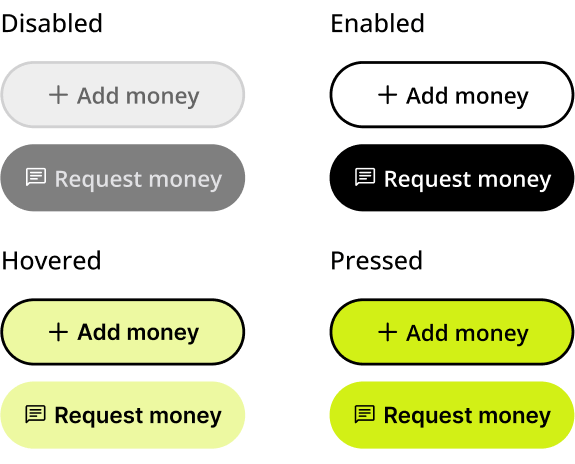 Disabled
Enabled
Add money
Add money
Request money
Request money
Hovered
Pressed
Add money
Add money
Request money
Request money